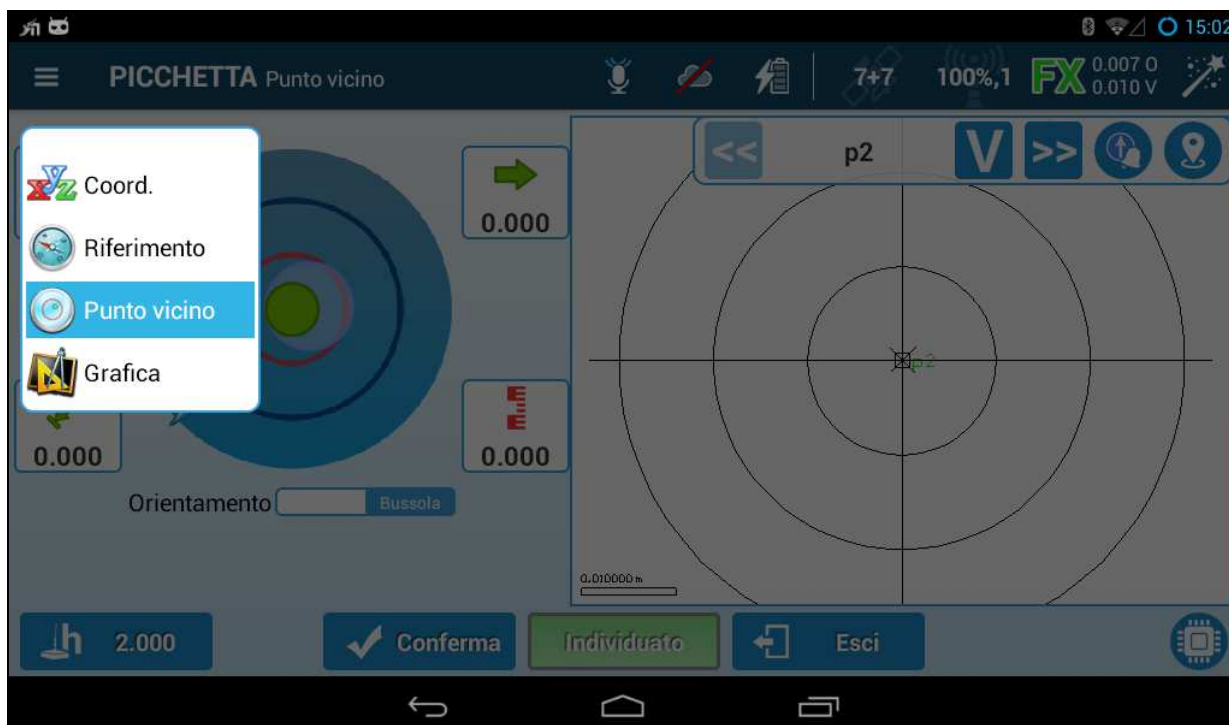 15:02
PICCHETTA Punto vicino
7+7
100%,1
FX
0.007 O
0.010 V
Coord.
Riferimento
Punto vicino
Grafica
0.000
0.000
0.000
Orientamento
Bussola
<<
p2
V
>>
p2
0.010000 m
h 2.000
Conferma
Individuato
Esci